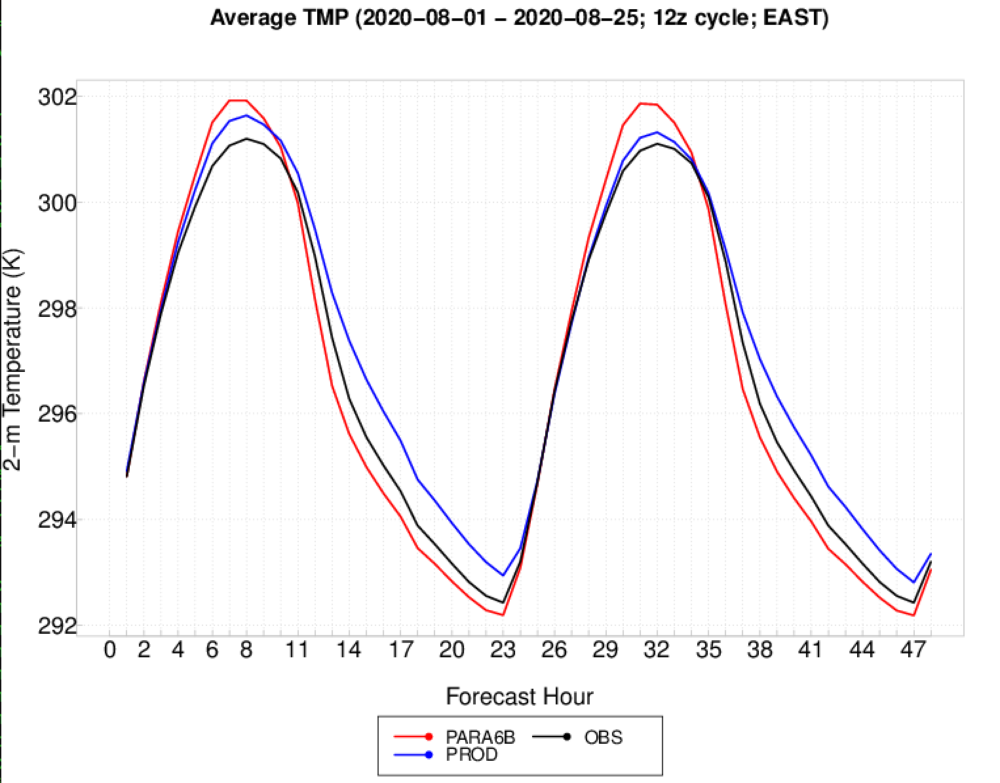 Average TMP (2020−08−01 − 2020−08−25; 12z cycle; EAST)
2−m Temperature (K)
302
300
298
296
294
292
0 2 4 6 8 11 14 17 20 23 26 29 32 35 38 41 44 47
Forecast Hour
PARA6B OBS
PROD